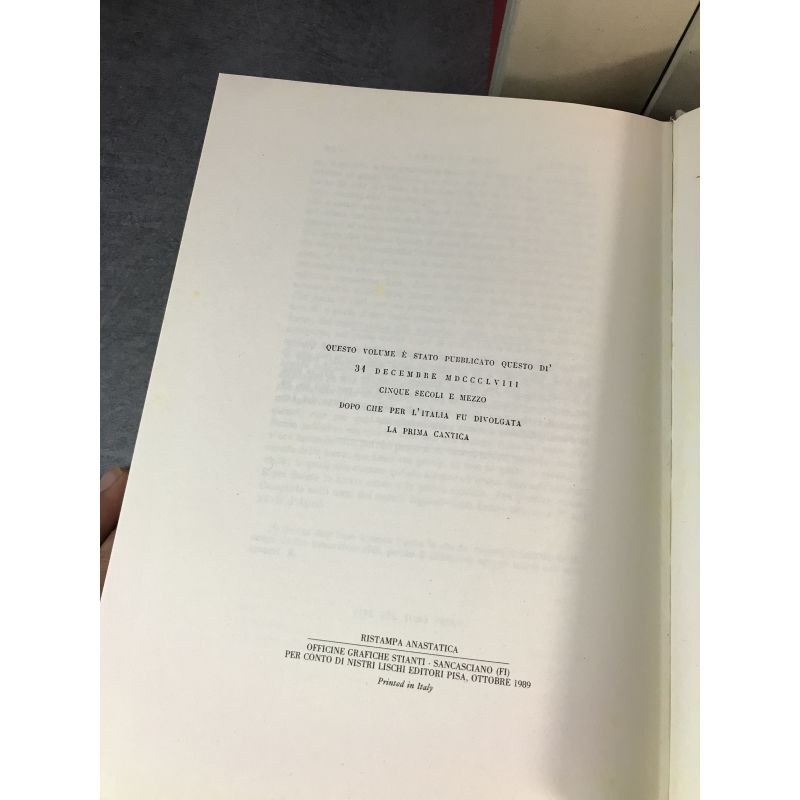 QUESTO VOLUME È STATO PUBBLICATO QUESTO DI'
31 DECEMBRE MDCCCLVIII
CINQUE SECOLI E MEZZO
DOPO CHE PER L'ITALIA FU DIVOLGATA
LA PRIMA CANTICA
RISTAMPA ANASTATICA
OFFICINE GRAFICHE STIANTI - SANCASCIANO (FI)
PER CONTO DI NISTRI LISCHI EDITORI PISA, OTTOBRE 1989
Printed in Italy